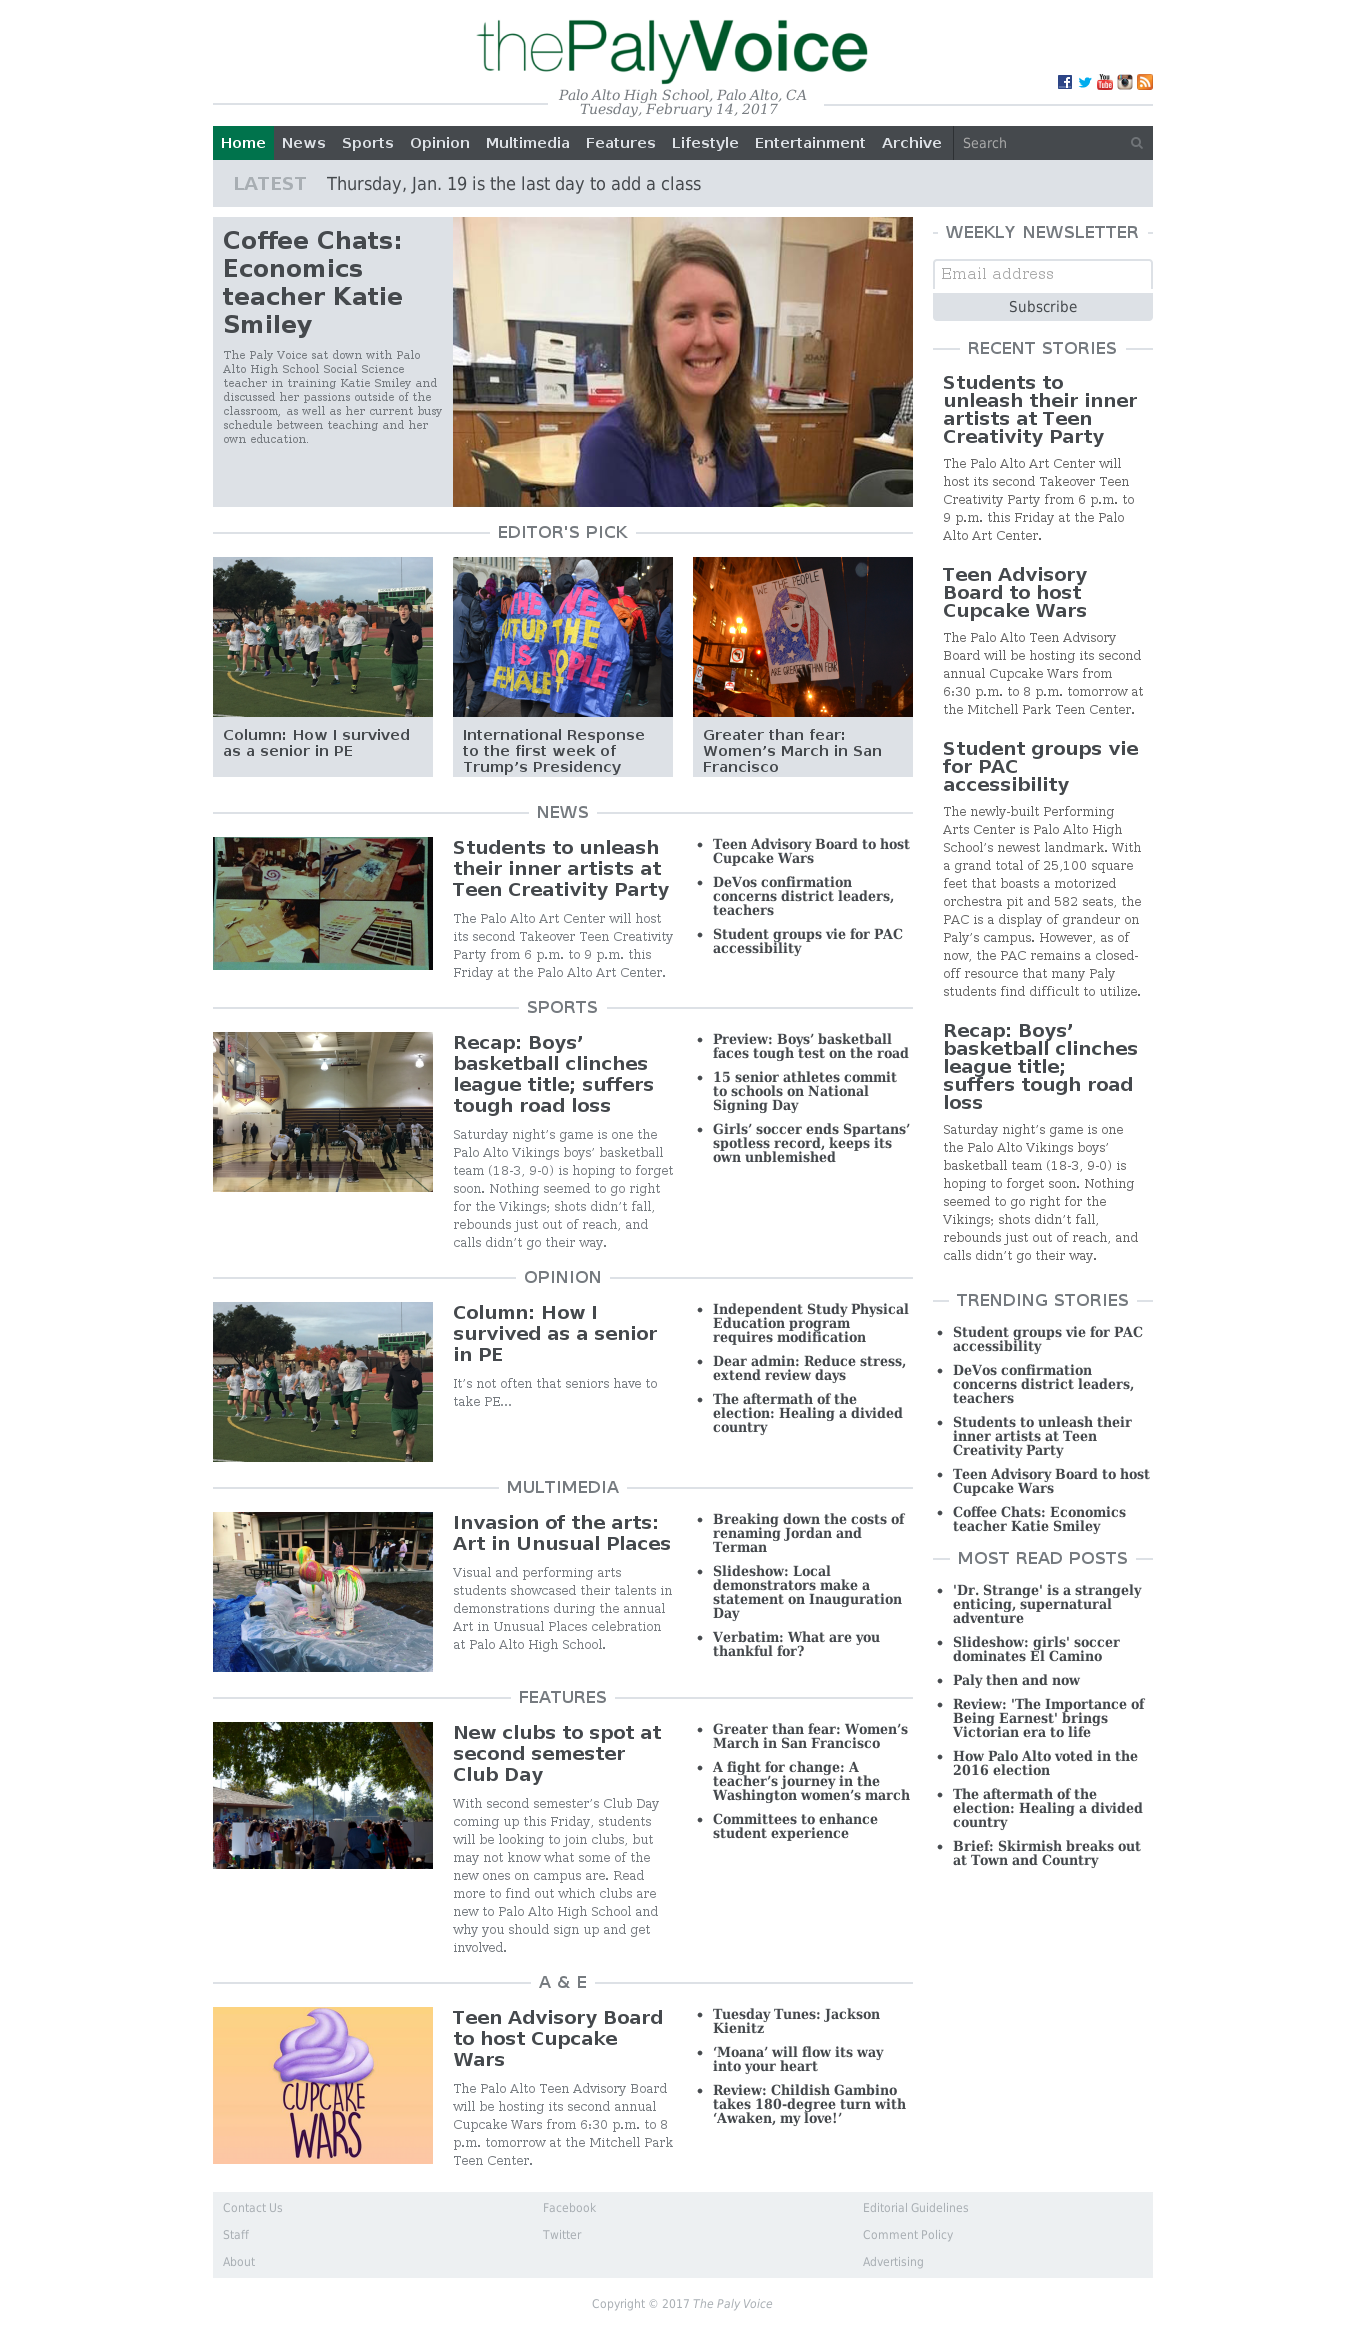 thePalyVoice
Palo Alto High School, Palo Alto, CA
Tuesday, February 14, 2017
Home News Sports Opinion Multimedia Features Lifestyle Entertainment Archive Search
LATEST Thursday, Jan. 19 is the last day to add a class
Coffee Chats:
Economics
teacher Katie
Smiley
The Paly Voice sat down with Palo
Alto High School Social Science
teacher in training Katie Smiley and
discussed her passions outside of the
classroom, as well as her current busy
schedule between teaching and her
own education.
EDITOR'S PICK
THE FUTURE IS FEMALE
WE THE PEOPLE
WE THE PEOPLE
ARE GREATER THAN FEAR
Column: How I survived
as a senior in PE
International Response
to the first week of
Trump’s Presidency
Greater than fear:
Women’s March in San
Francisco
NEWS
Students to unleash
their inner artists at
Teen Creativity Party
The Palo Alto Art Center will host
its second Takeover Teen Creativity
Party from 6 p.m. to 9 p.m. this
Friday at the Palo Alto Art Center.
Teen Advisory Board to host
Cupcake Wars
DeVos confirmation
concerns district leaders,
teachers
Student groups vie for PAC
accessibility
SPORTS
Recap: Boys’
basketball clinches
league title; suffers
tough road loss
Saturday night’s game is one the
Palo Alto Vikings boys’ basketball
team (18-3, 9-0) is hoping to forget
soon. Nothing seemed to go right
for the Vikings; shots didn’t fall,
rebounds just out of reach, and
calls didn’t go their way.
Preview: Boys’ basketball
faces tough test on the road
15 senior athletes commit
to schools on National
Signing Day
Girls’ soccer ends Spartans’
spotless record, keeps its
own unblemished
OPINION
Column: How I
survived as a senior
in PE
It’s not often that seniors have to
take PE...
Independent Study Physical
Education program
requires modification
Dear admin: Reduce stress,
extend review days
The aftermath of the
election: Healing a divided
country
MULTIMEDIA
Invasion of the arts:
Art in Unusual Places
Visual and performing arts
students showcased their talents in
demonstrations during the annual
Art in Unusual Places celebration
at Palo Alto High School.
Breaking down the costs of
renaming Jordan and
Terman
Slideshow: Local
demonstrators make a
statement on Inauguration
Day
Verbatim: What are you
thankful for?
FEATURES
New clubs to spot at
second semester
Club Day
With second semester’s Club Day
coming up this Friday, students
will be looking to join clubs, but
may not know what some of the
new ones on campus are. Read
more to find out which clubs are
new to Palo Alto High School and
why you should sign up and get
involved.
Greater than fear: Women’s
March in San Francisco
A fight for change: A
teacher’s journey in the
Washington women’s march
Committees to enhance
student experience
A & E
CUPCAKE
WARS
Teen Advisory Board
to host Cupcake
Wars
The Palo Alto Teen Advisory Board
will be hosting its second annual
Cupcake Wars from 6:30 p.m. to 8
p.m. tomorrow at the Mitchell Park
Teen Center.
Tuesday Tunes: Jackson
Kienitz
‘Moana’ will flow its way
into your heart
Review: Childish Gambino
takes 180-degree turn with
‘Awaken, my love!’
WEEKLY NEWSLETTER
Email address
Subscribe
RECENT STORIES
Students to
unleash their inner
artists at Teen
Creativity Party
The Palo Alto Art Center will
host its second Takeover Teen
Creativity Party from 6 p.m. to
9 p.m. this Friday at the Palo
Alto Art Center.
Teen Advisory
Board to host
Cupcake Wars
The Palo Alto Teen Advisory
Board will be hosting its second
annual Cupcake Wars from
6:30 p.m. to 8 p.m. tomorrow at
the Mitchell Park Teen Center.
Student groups vie
for PAC
accessibility
The newly-built Performing
Arts Center is Palo Alto High
School’s newest landmark. With
a grand total of 25,100 square
feet that boasts a motorized
orchestra pit and 582 seats, the
PAC is a display of grandeur on
Paly’s campus. However, as of
now, the PAC remains a closed-
off resource that many Paly
students find difficult to utilize.
Recap: Boys’
basketball clinches
league title;
suffers tough road
loss
Saturday night’s game is one
the Palo Alto Vikings boys’
basketball team (18-3, 9-0) is
hoping to forget soon. Nothing
seemed to go right for the
Vikings; shots didn’t fall,
rebounds just out of reach, and
calls didn’t go their way.
TRENDING STORIES
Student groups vie for PAC
accessibility
DeVos confirmation
concerns district leaders,
teachers
Students to unleash their
inner artists at Teen
Creativity Party
Teen Advisory Board to host
Cupcake Wars
Coffee Chats: Economics
teacher Katie Smiley
MOST READ POSTS
'Dr. Strange' is a strangely
enticing, supernatural
adventure
Slideshow: girls' soccer
dominates El Camino
Paly then and now
Review: 'The Importance of
Being Earnest' brings
Victorian era to life
How Palo Alto voted in the
2016 election
The aftermath of the
election: Healing a divided
country
Brief: Skirmish breaks out
at Town and Country
Contact Us
Staff
About
Facebook
Twitter
Editorial Guidelines
Comment Policy
Advertising
Copyright © 2017 The Paly Voice